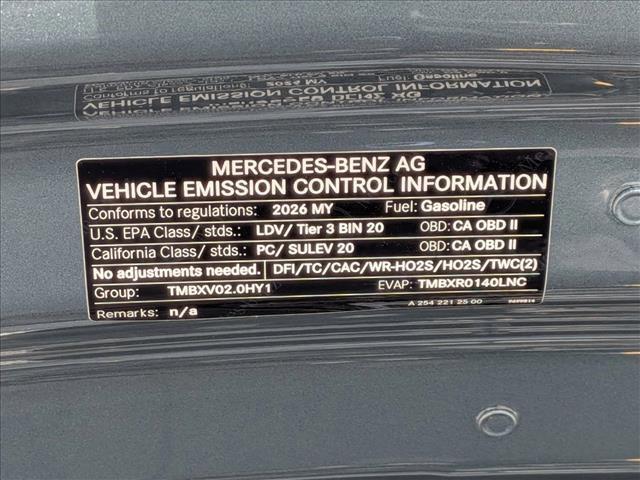 MERCEDES-BENZ AG
VEHICLE EMISSION CONTROL INFORMATION
Conforms to regulations: 2026 MY Fuel: Gasoline
U.S. EPA Class/ stds.: LDV/ Tier 3 BIN 20 OBD: CA OBD II
California Class/ stds.: PC/ SULEV 20 OBD: CA OBD II
No adjustments needed. DFI/TC/CAC/WR-HO2S/HO2S/TWC(2)
Group: TMBXV02.0HY1 EVAP: TMBXR0140LNC
Remarks: n/a A 254 221 25 00